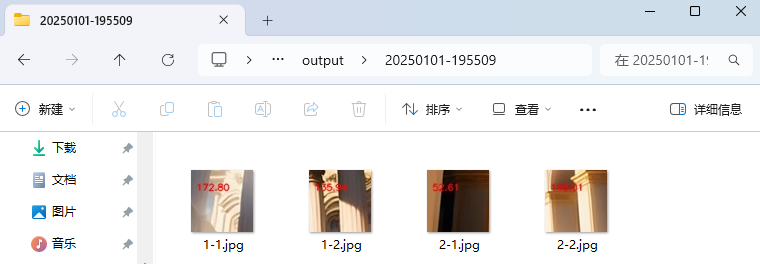 20250101-195509
output
20250101-195509
在 20250101-19
新建
排序
查看
详细信息
下载
文档
图片
音乐
172.80
52.61
1-1.jpg
1-2.jpg
2-1.jpg
2-2.jpg